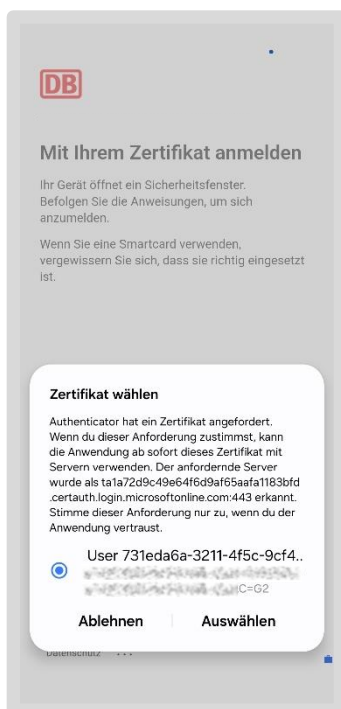 DB
Mit Ihrem Zertifikat anmelden
Ihr Gerät öffnet ein Sicherheitsfenster.
Befolgen Sie die Anweisungen, um sich
anzumelden.
Wenn Sie eine Smartcard verwenden,
vergewissern Sie sich, dass sie richtig eingesetzt
ist.
Zertifikat wählen
Authenticator hat ein Zertifikat angefordert.
Wenn du dieser Anforderung zustimmst, kann
die Anwendung ab sofort dieses Zertifikat mit
Servern verwenden. Der anfordernde Server
wurde als ta1a72d9c49e64f6d9af65aafa1183bfd
.certauth.login.microsoftonline.com:443 erkannt.
Stimme dieser Anforderung nur zu, wenn du der
Anwendung vertraust.
User 731eda6a-3211-4f5c-9cf4..
C=G2
Ablehnen Auswählen
Datenschutz ...